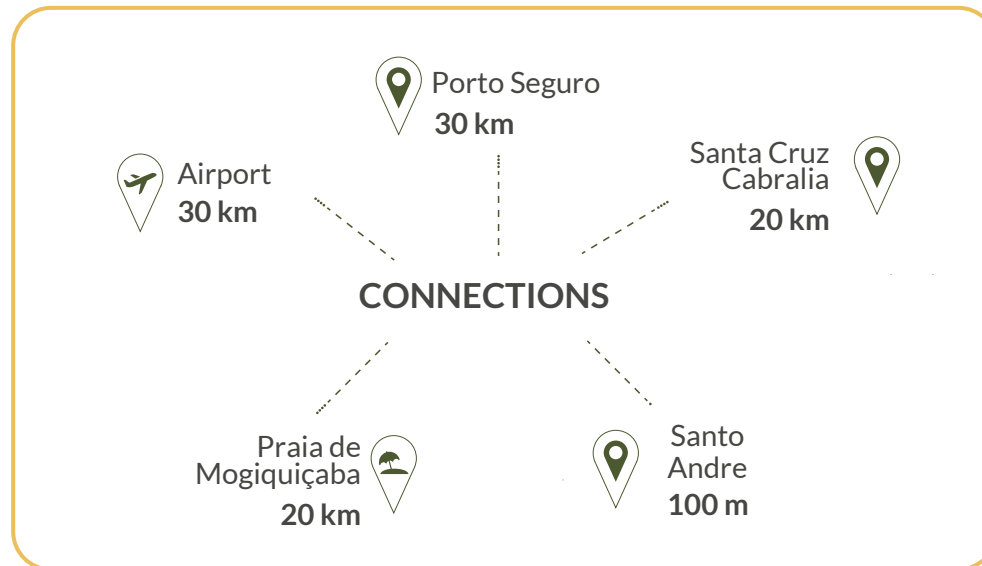 Porto Seguro
30 km
Airport
30 km
Santa Cruz
Cabralia
20 km
CONNECTIONS
Praia de
Mogiquiçaba
20 km
Santo
Andre
100 m